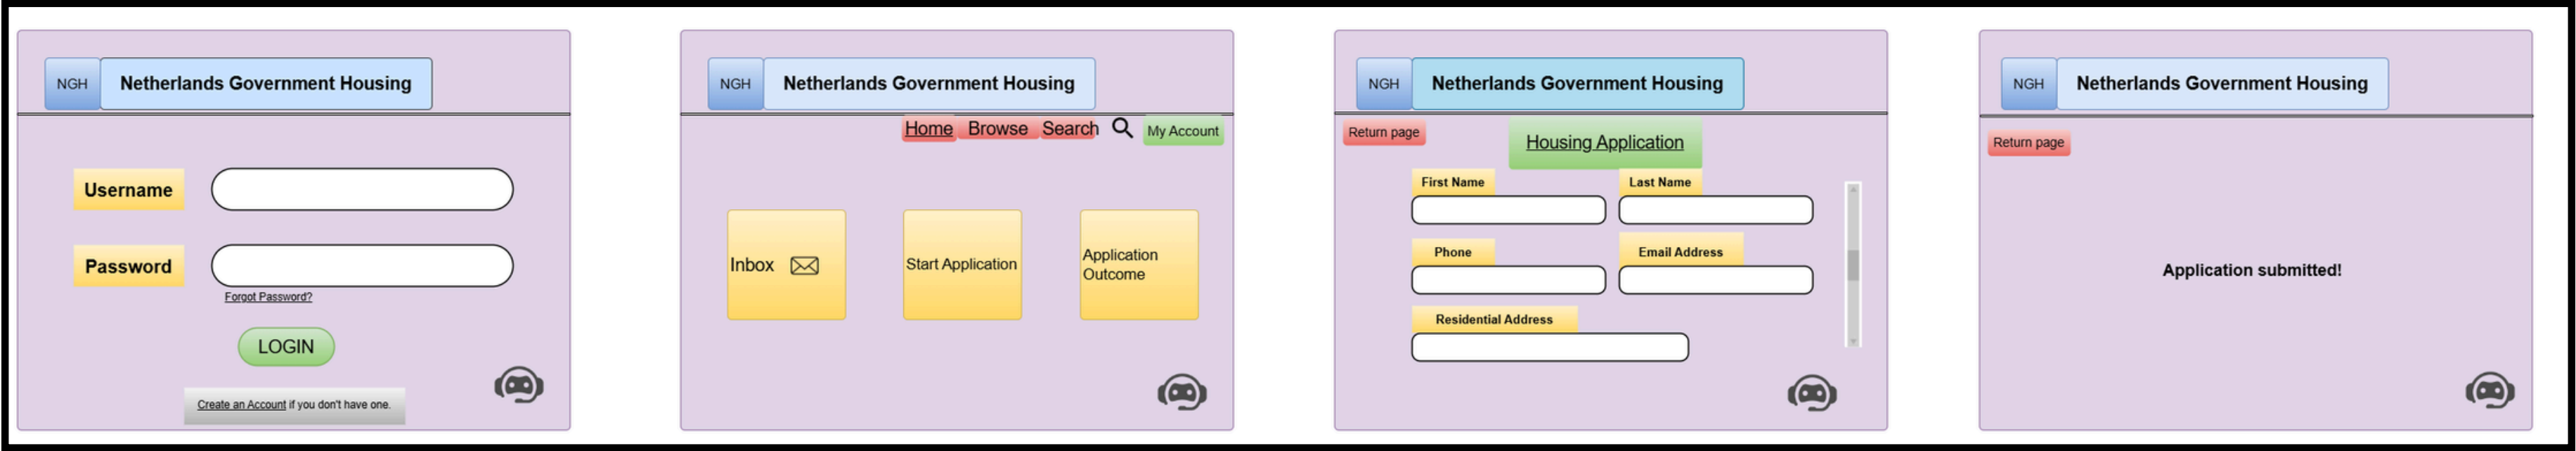 NGH Netherlands Government Housing
Username
Password
Forgot Password?
LOGIN
Create an Account if you don't have one.
NGH Netherlands Government Housing
Home Browse Search My Account
Inbox
Start Application
Application
Outcome
NGH Netherlands Government Housing
Return page
Housing Application
First Name Last Name
Phone Email Address
Residential Address
NGH Netherlands Government Housing
Return page
Application submitted!